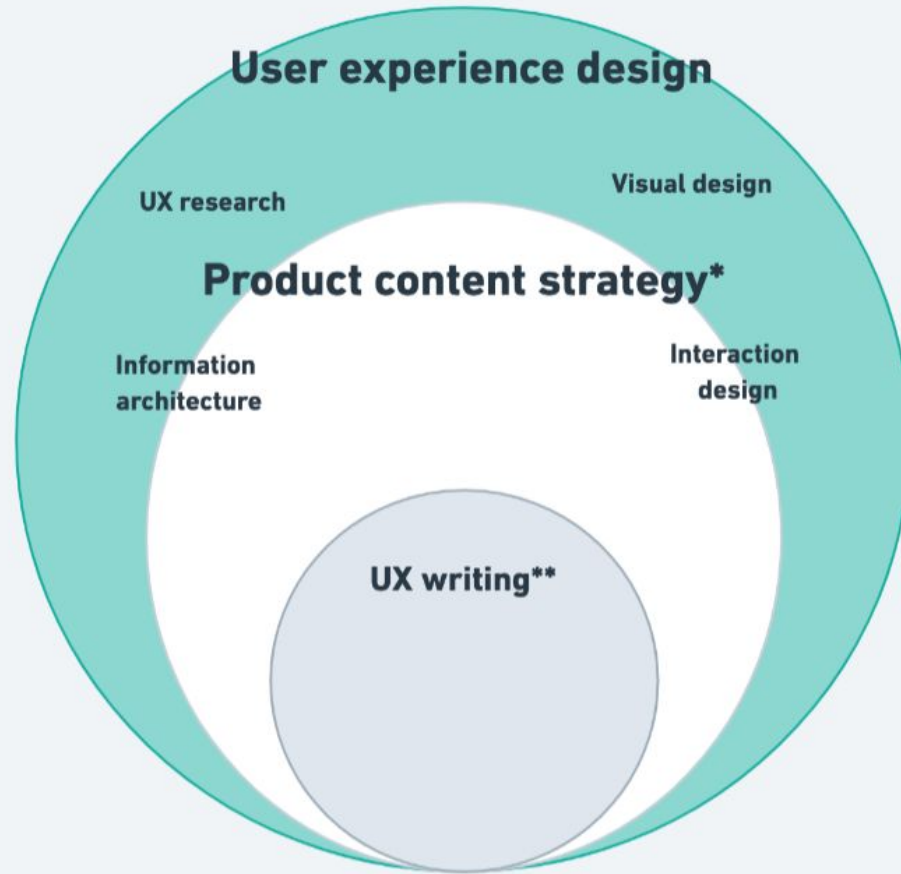 User experience design
Visual design
UX research
Product content strategy*
Information
architecture
Interaction
design
UX writing**